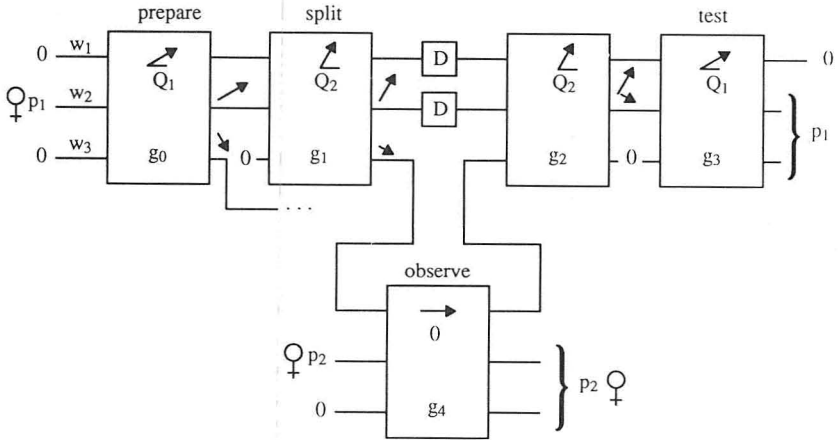 prepare split test
0 w1 D 0
Q1 Q2 Q2 Q1
♀ p1 w2 D p1
0 w3 g0 0 g1 g2 0 g3
...
observe
0
♀ p2 p2 ♀
0 g4